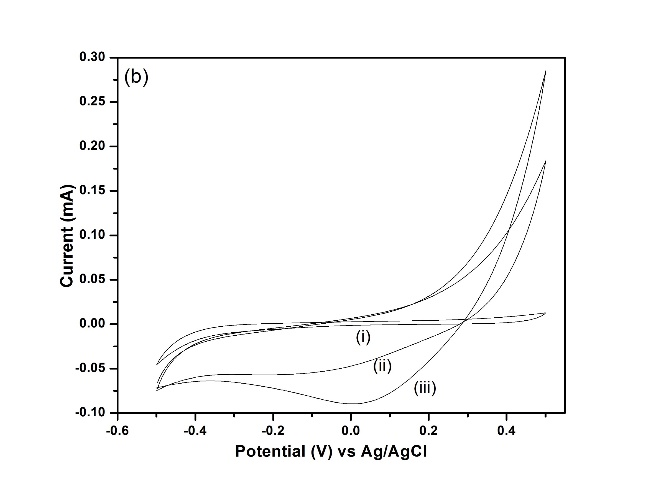 (b)
0.30
0.25
0.20
0.15
0.10
0.05
0.00
-0.05
-0.10
Current (mA)
(i)
(ii)
(iii)
-0.6 -0.4 -0.2 0.0 0.2 0.4
Potential (V) vs Ag/AgCl